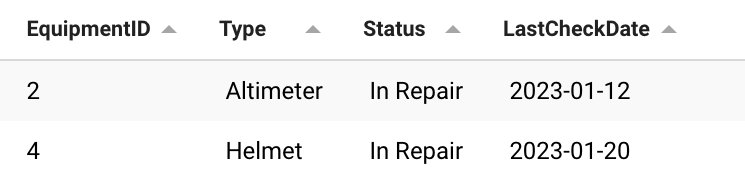 EquipmentID Type Status LastCheckDate
2 Altimeter In Repair 2023-01-12
4 Helmet In Repair 2023-01-20